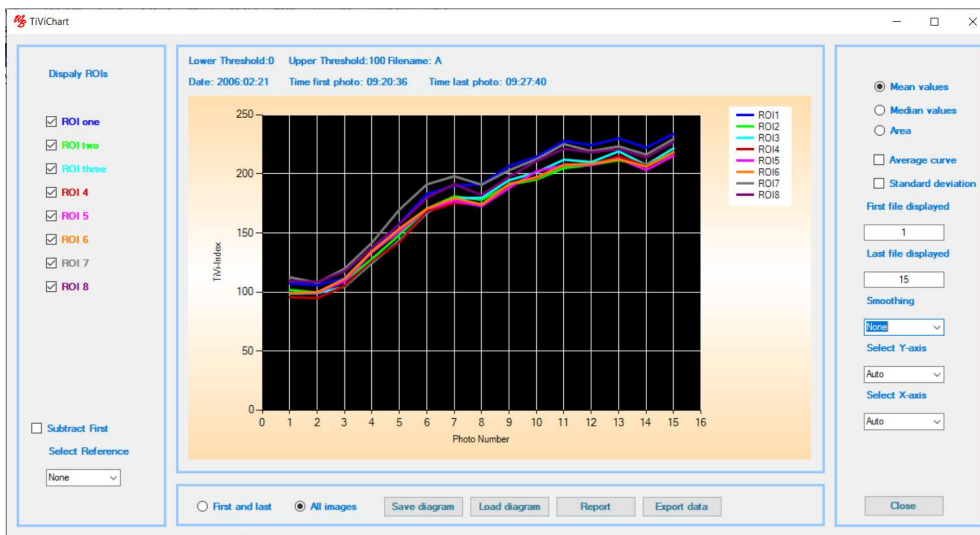 TiViChart
Dispaly ROIs
ROI one
ROI two
ROI three
ROI 4
ROI 5
ROI 6
ROI 7
ROI 8
Subtract First
Select Reference
None
Lower Threshold:0 Upper Threshold:100 Filename: A
Date: 2006:02:21 Time first photo: 09:20:36 Time last photo: 09:27:40
250
200
150
100
50
0
TiVi-Index
0 1 2 3 4 5 6 7 8 9 10 11 12 13 14 15 16
Photo Number
ROI1
ROI2
ROI3
ROI4
ROI5
ROI6
ROI7
ROI8
First and last All images Save diagram Load diagram Report Export data
Mean values
Median values
Area
Average curve
Standard deviation
First file displayed
1
Last file displayed
15
Smoothing
None
Select Y-axis
Auto
Select X-axis
Auto
Close